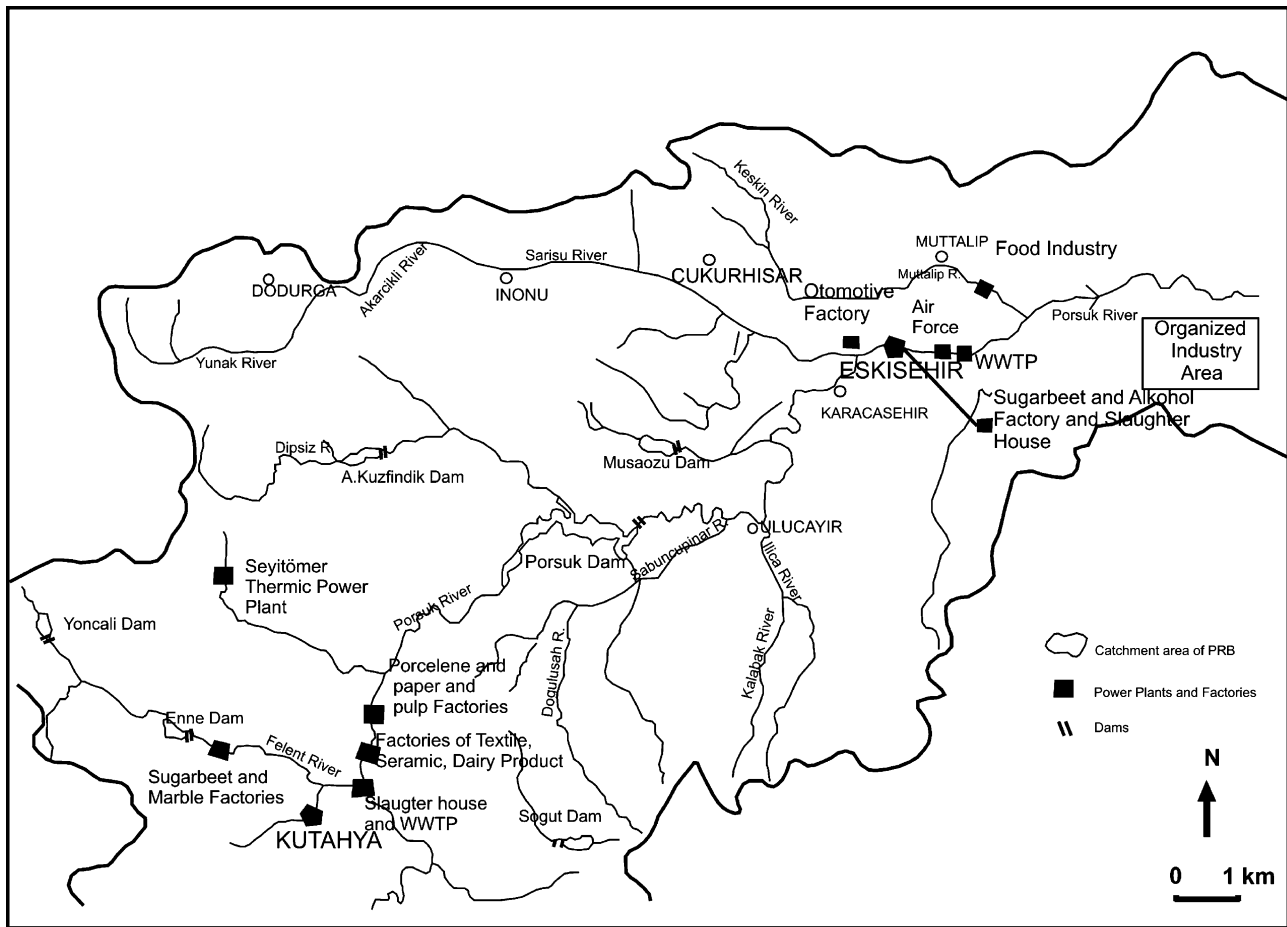 Keskin River
MUTTALIP
Food Industry
Sarisu River
Akarcikli River
CUKURHISAR
Muttalip R.
DODURGA
INONU
Otomotive
Factory
Air
Force
Porsuk River
Organized
Industry
Area
Yunak River
ESKISEHIR
WWTP
KARACASEHIR
Sugarbeet and Alkohol
Factory and Slaughter
House
Dipsiz R.
A.Kuzfindik Dam
Musaozu Dam
ULUCAYIR
Sabuncupinar R.
Porsuk Dam
Ilica River
Seyitömer
Thermic Power
Plant
Porsuk River
Yoncali Dam
Kalabak River
Doqulusah R.
Catchment area of PRB
Porcelene and
paper and
pulp Factories
Power Plants and Factories
Enne Dam
Dams
Felent River
Factories of Textile,
Seramic, Dairy Product
Sugarbeet and
Marble Factories
N
Slaugter house
and WWTP
Sogut Dam
KUTAHYA
0 1 km